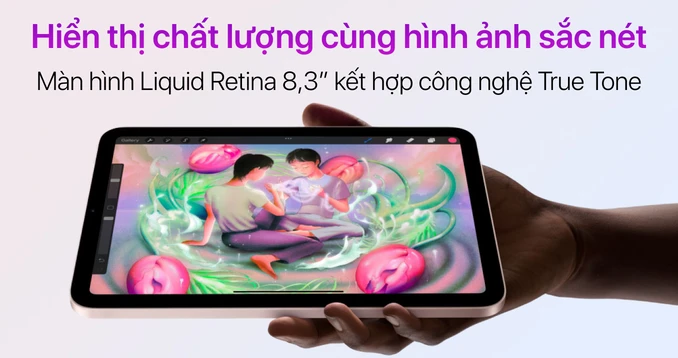 Hiển thị chất lượng cùng hình ảnh sắc nét
Màn hình Liquid Retina 8,3” kết hợp công nghệ True Tone
Gallery